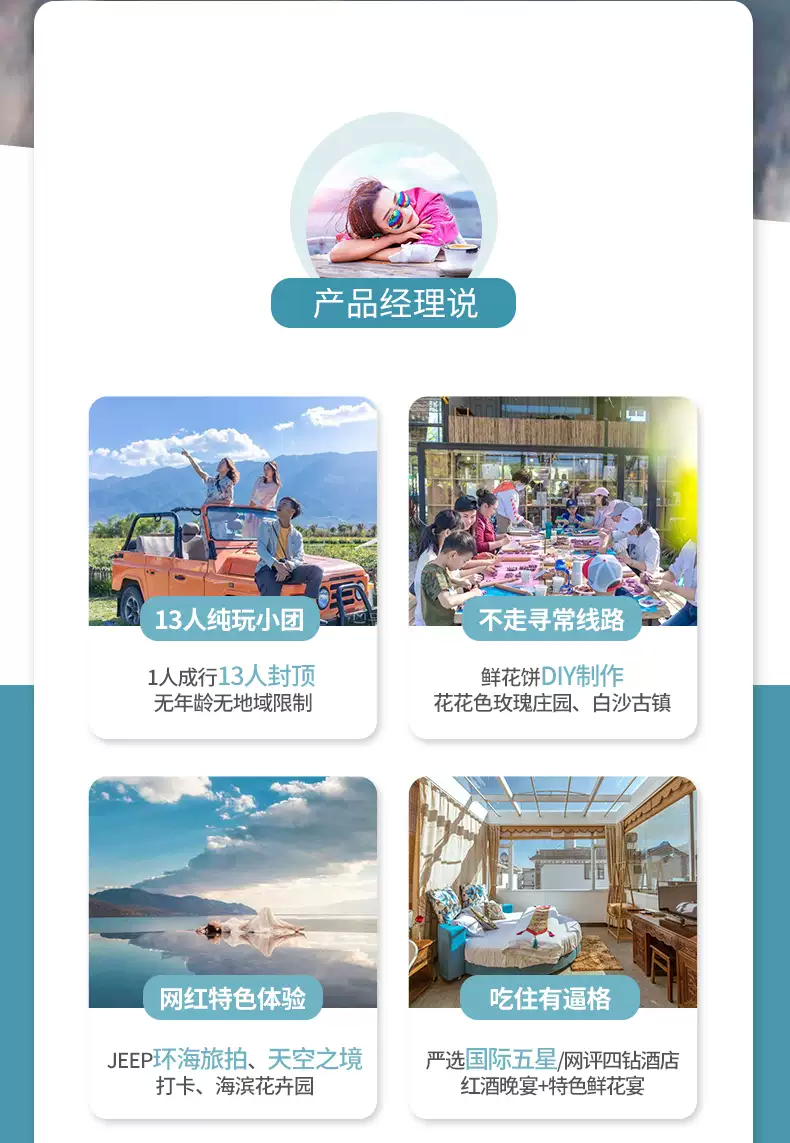 产品经理说
13人纯玩小团
1人成行13人封顶
无年龄无地域限制
不走寻常线路
鲜花饼DIY制作
花花色玫瑰庄园、白沙古镇
网红特色体验
JEEP环海旅拍、天空之境
打卡、海滨花卉园
吃住有逼格
严选国际五星/网评四钻酒店
红酒晚宴+特色鲜花宴